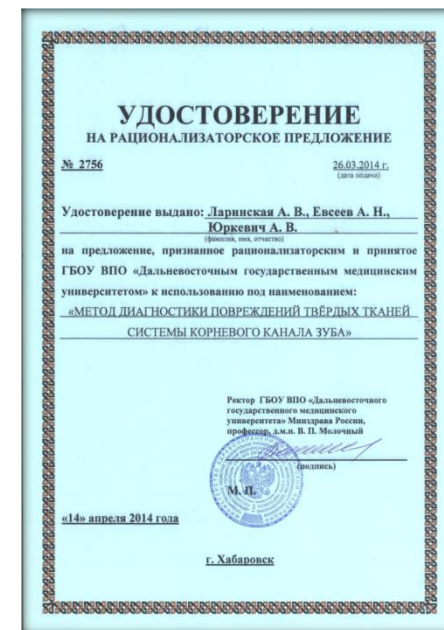 УДОСТОВЕРЕНИЕ
НА РАЦИОНАЛИЗАТОРСКОЕ ПРЕДЛОЖЕНИЕ
№ 2756 26.03.2014 г.
(дата подачи)
Удостоверение выдано: Ларинская А. В., Евсеев А. Н.,
Юркевич А. В.
(фамилия, имя, отчество)
на предложение, признанное рационализаторским и принятое
ГБОУ ВПО «Дальневосточным государственным медицинским
университетом» к использованию под наименованием:
«МЕТОД ДИАГНОСТИКИ ПОВРЕЖДЕНИЙ ТВЁРДЫХ ТКАНЕЙ
СИСТЕМЫ КОРНЕВОГО КАНАЛА ЗУБА»
Ректор ГБОУ ВПО «Дальневосточного
государственного медицинского
университета» Минздрава России,
профессор, д.м.н. В. П. Молочный
(подпись)
М. П.
«14» апреля 2014 года
г. Хабаровск